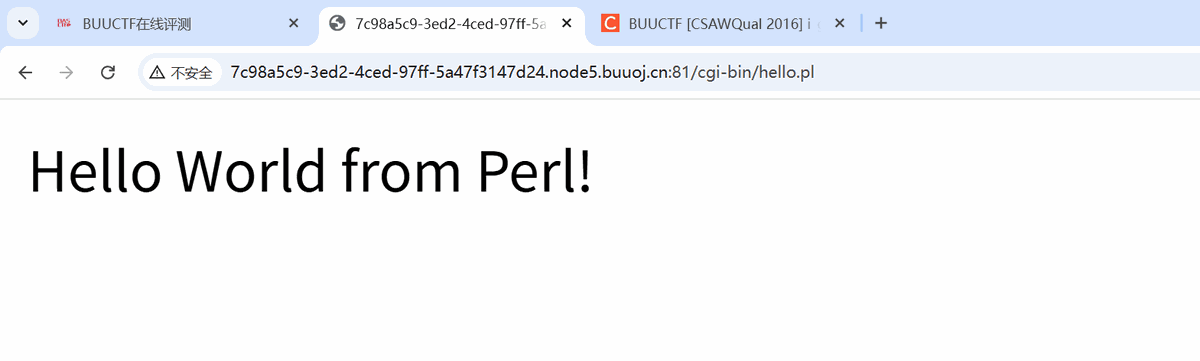 BUUCTF在线评测
7c98a5c9-3ed2-4ced-97ff-5a
BUUCTF [CSAWQual 2016] i
不安全
7c98a5c9-3ed2-4ced-97ff-5a47f3147d24.node5.buuoj.cn:81/cgi-bin/hello.pl
Hello World from Perl!